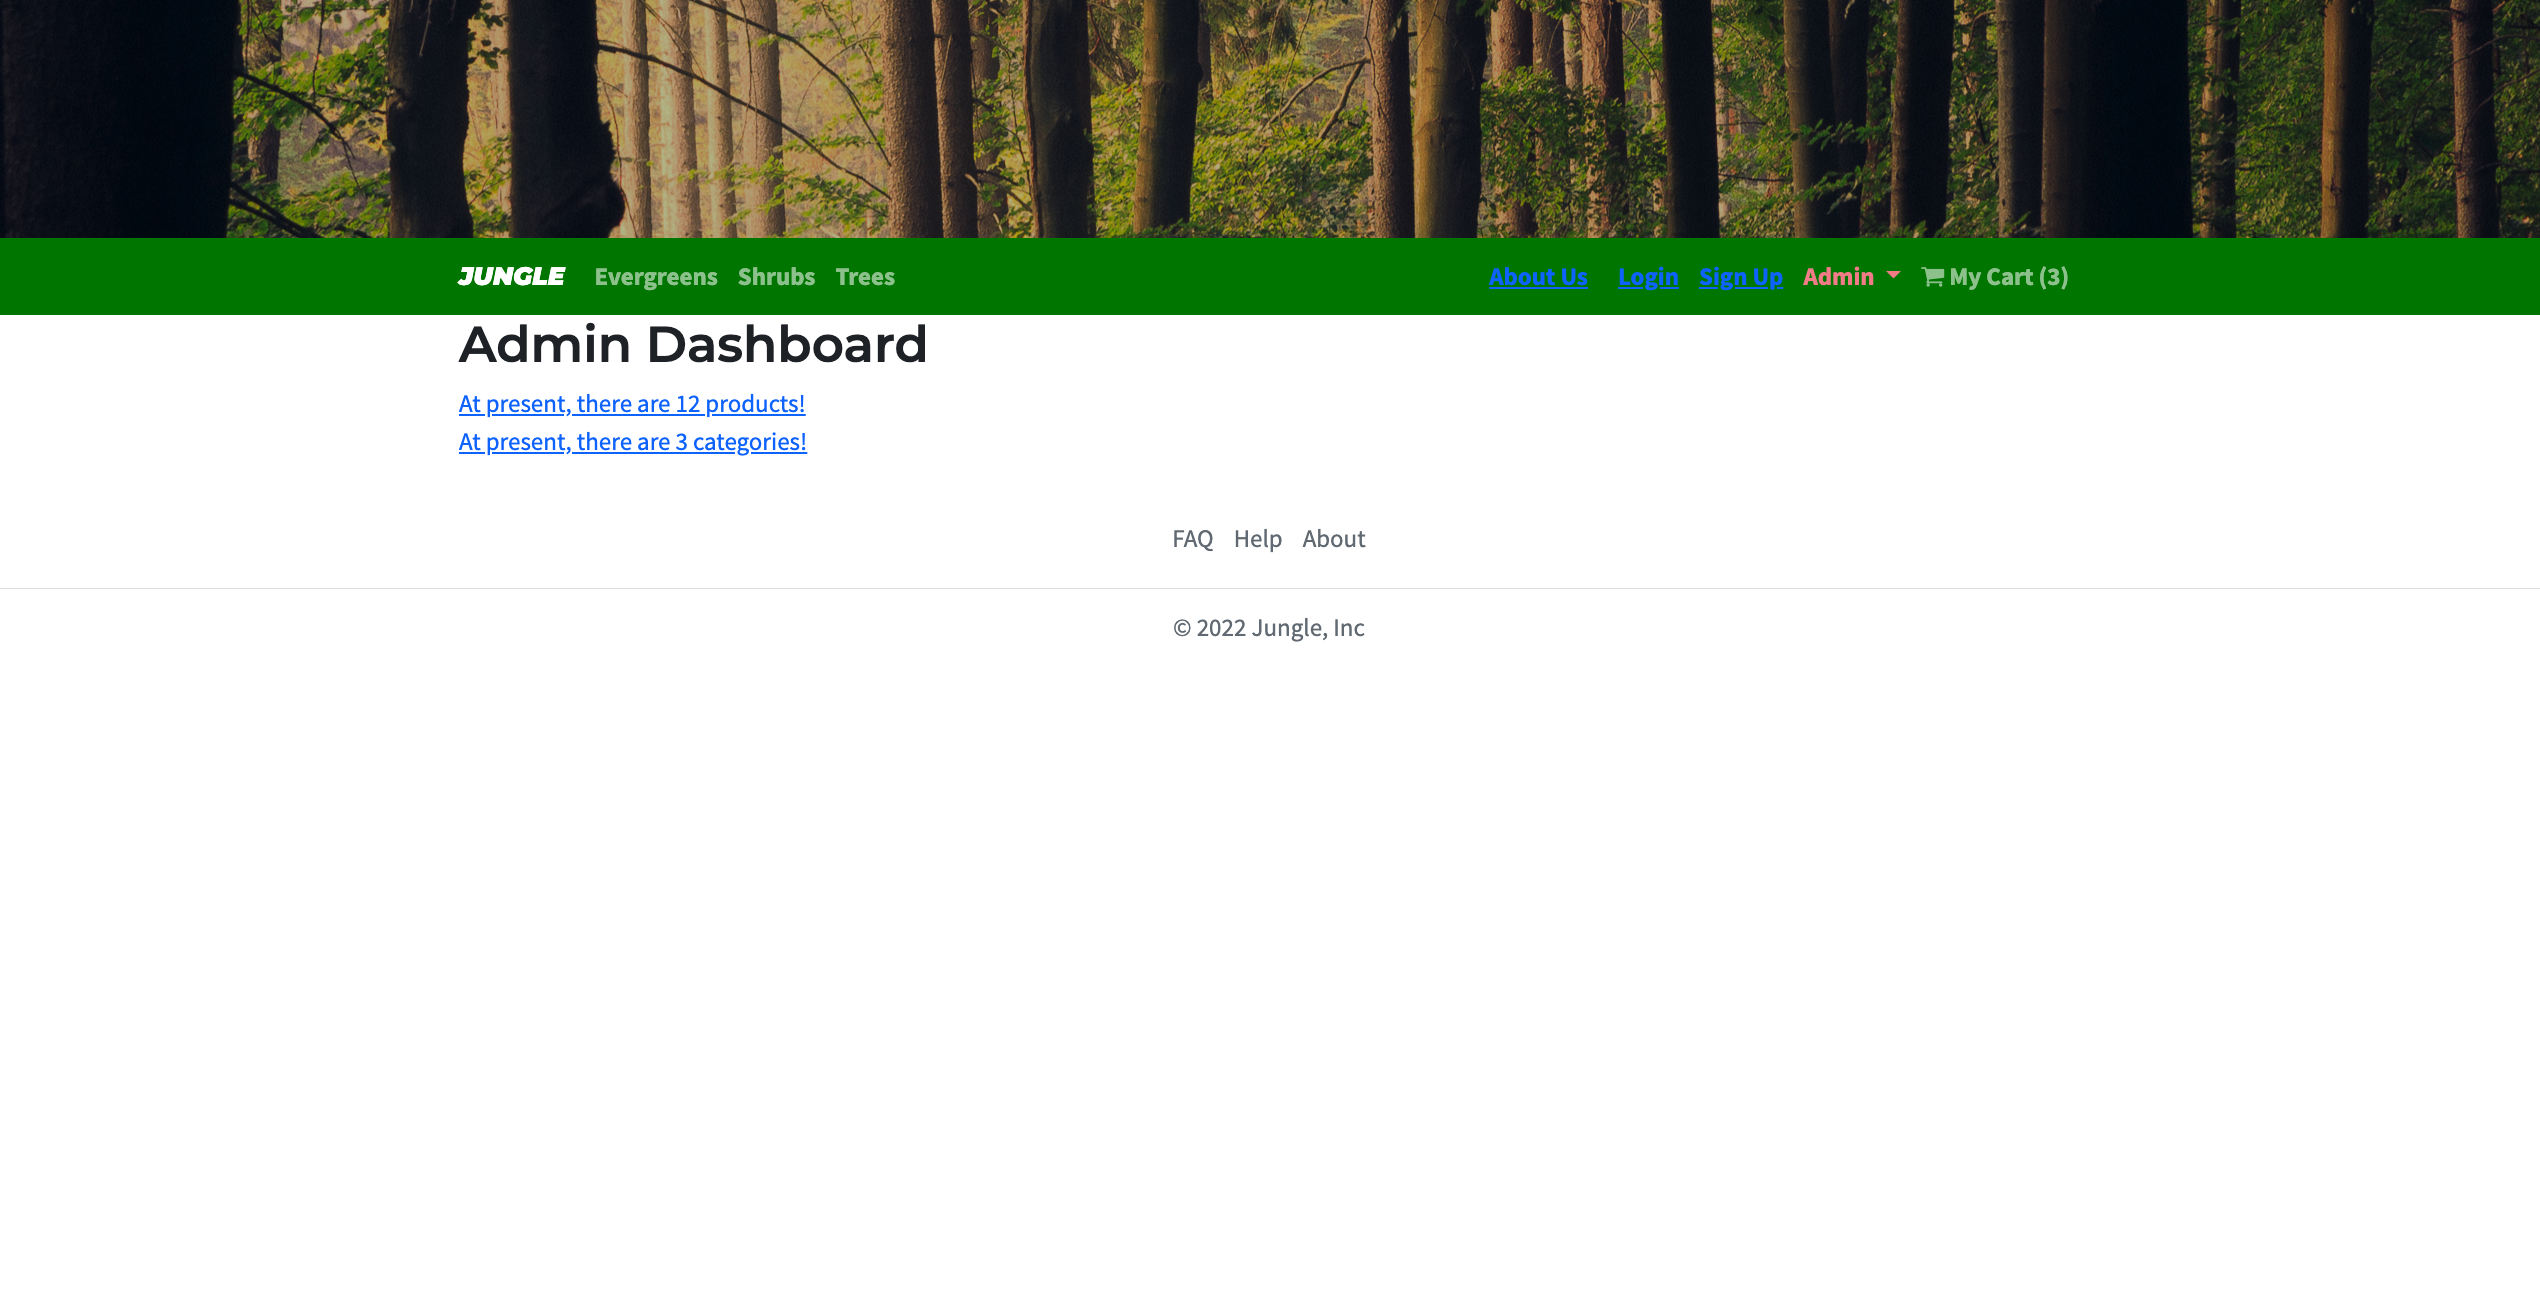 JUNGLE Evergreens Shrubs Trees About Us Login Sign Up Admin My Cart (3)
Admin Dashboard
At present, there are 12 products!
At present, there are 3 categories!
FAQ Help About
© 2022 Jungle, Inc